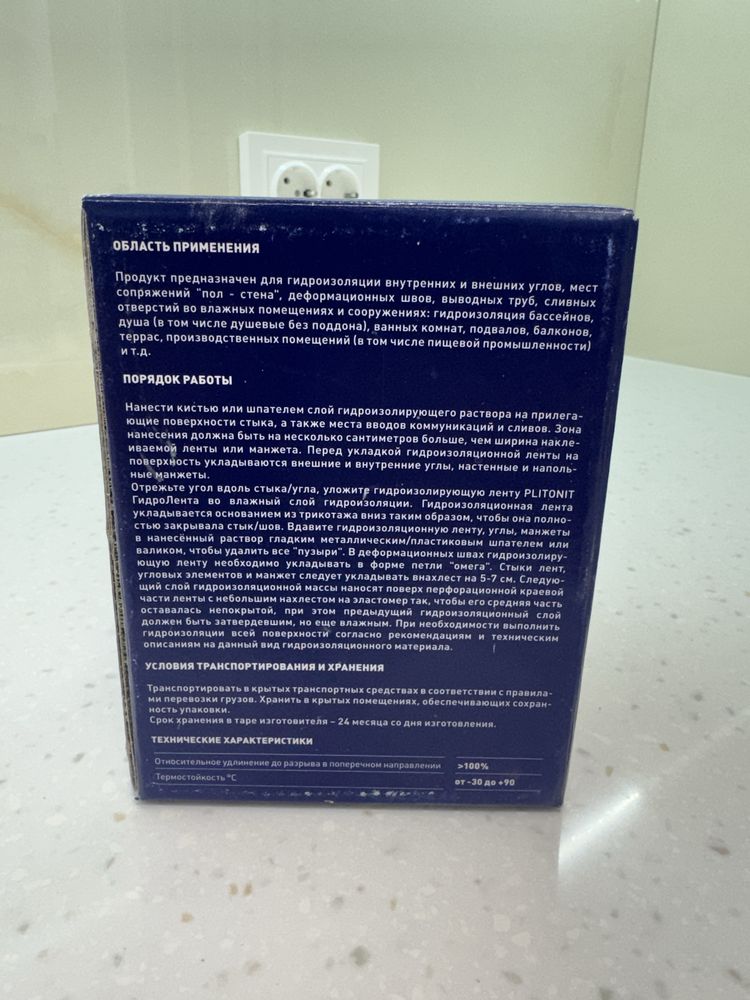 ОБЛАСТЬ ПРИМЕНЕНИЯ
Продукт предназначен для гидроизоляции внутренних и внешних углов, мест
сопряжений "пол - стена", деформационных швов, выводных труб, сливных
отверстий во влажных помещениях и сооружениях: гидроизоляция бассейнов,
душа (в том числе душевые без поддона), ванных комнат, подвалов, балконов,
террас, производственных помещений (в том числе пищевой промышленности)
и т.д.
ПОРЯДОК РАБОТЫ
Нанести кистью или шпателем слой гидроизолирующего раствора на прилега-
ющие поверхности стыка, а также места вводов коммуникаций и сливов. Зона
нанесения должна быть на несколько сантиметров больше, чем ширина накле-
иваемой ленты или манжета. Перед укладкой гидроизоляционной ленты на
поверхность укладываются внешние и внутренние углы, настенные и наполь-
ные манжеты.
Отрежьте угол вдоль стыка/угла, уложите гидроизолирующую ленту PLITONIT
ГидроЛента во влажный слой гидроизоляции. Гидроизоляционная лента
укладывается основанием из трикотажа вниз таким образом, чтобы она полно-
стью закрывала стык/шов. Вдавите гидроизоляционную ленту, углы, манжеты
в нанесённый раствор гладким металлическим/пластиковым шпателем или
валиком, чтобы удалить все "пузыри". В деформационных швах гидроизолиру-
ющую ленту необходимо укладывать в форме петли "омега". Стыки лент,
угловых элементов и манжет следует укладывать внахлест на 5-7 см. Следую-
щий слой гидроизоляционной массы наносят поверх перфорационной краевой
части ленты с небольшим нахлестом на эластомер так, чтобы его средняя часть
оставалась непокрытой, при этом предыдущий гидроизоляционный слой
должен быть затвердевшим, но еще влажным. При необходимости выполнить
гидроизоляции всей поверхности согласно рекомендациям и техническим
описаниям на данный вид гидроизоляционного материала.
УСЛОВИЯ ТРАНСПОРТИРОВАНИЯ И ХРАНЕНИЯ
Транспортировать в крытых транспортных средствах в соответствии с правила-
ми перевозки грузов. Хранить в крытых помещениях, обеспечивающих сохран-
ность упаковки.
Срок хранения в таре изготовителя – 24 месяца со дня изготовления.
ТЕХНИЧЕСКИЕ ХАРАКТЕРИСТИКИ
Относительное удлинение до разрыва в поперечном направлении >100%
Термостойкость °С от -30 до +90